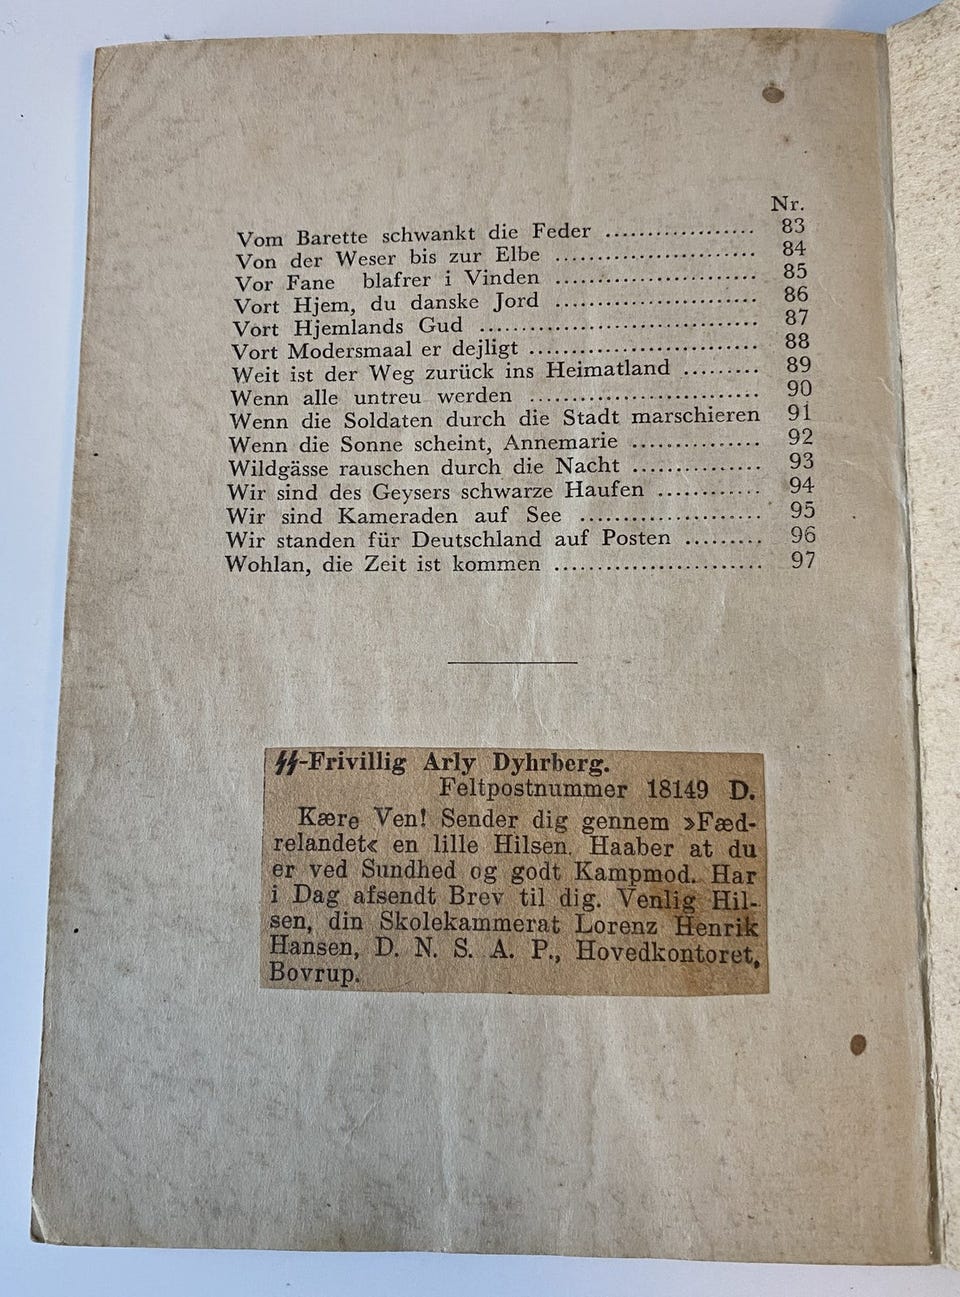 Nr.
Vom Barette schwankt die Feder .................. 83
Von der Weser bis zur Elbe ........................ 84
Vor Fane blafrer i Vinden ........................ 85
Vort Hjem, du danske Jord ........................ 86
Vort Hjemlands Gud ................................. 87
Vort Modersmaal er dejligt ........................... 88
Weit ist der Weg zurück ins Heimatland ......... 89
Wenn alle untreu werden ........................... 90
Wenn die Soldaten durch die Stadt marschieren 91
Wenn die Sonne scheint, Annemarie ............... 92
Wildgässe rauschen durch die Nacht ............... 93
Wir sind des Geysers schwarze Haufen ............ 94
Wir sind Kameraden auf See ..................... 95
Wir standen für Deutschland auf Posten ......... 96
Wohlan, die Zeit ist kommen ........................ 97
ᛋᛋ-Frivillig Arly Dyhrberg.
Feltpostnummer 18149 D.
Kære Ven! Sender dig gennem »Fæd-
relandet« en lille Hilsen. Haaber at du
er ved Sundhed og godt Kampmod. Har
i Dag afsendt Brev til dig. Venlig Hil-
sen, din Skolekammerat Lorenz Henrik
Hansen, D. N. S. A. P., Hovedkontoret,
Bovrup.